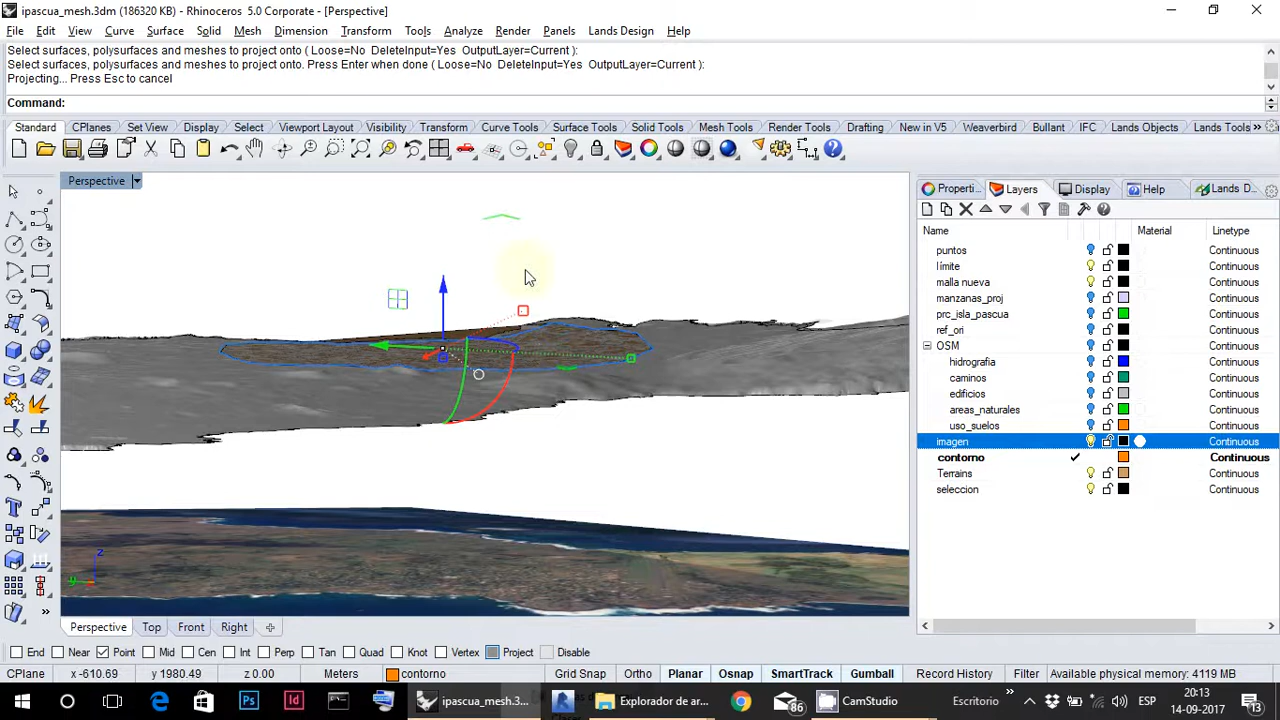 ipascua_mesh.3dm (186320 KB) - Rhinoceros 5.0 Corporate - [Perspective]
File Edit View Curve Surface Solid Mesh Dimension Transform Tools Analyze Render Panels Lands Design Help
Select surfaces, polysurfaces and meshes to project onto ( Loose=No DeleteInput=Yes OutputLayer=Current ):
Select surfaces, polysurfaces and meshes to project onto. Press Enter when done ( Loose=No DeleteInput=Yes OutputLayer=Current ):
Projecting... Press Esc to cancel
Command:
Standard CPlanes Set View Display Select Viewport Layout Visibility Transform Curve Tools Surface Tools Solid Tools Mesh Tools Render Tools Drafting New in V5 Weaverbird Bullant IFC Lands Objects Lands Tools »
Perspective
Properti... Layers Display Help Lands D...
Name Material Linetype
puntos Continuous
límite Continuous
malla nueva Continuous
manzanas_proj Continuous
prc_isla_pascua Continuous
ref_ori Continuous
OSM Continuous
hidrografia Continuous
caminos Continuous
edificios Continuous
areas_naturales Continuous
uso_suelos Continuous
imagen Continuous
contorno Continuous
Terrains Continuous
seleccion Continuous
z
y
Perspective Top Front Right
End Near Point Mid Cen Int Perp Tan Quad Knot Vertex Project Disable
CPlane x -610.69 y 1980.49 z 0.00 Meters contorno Grid Snap Ortho Planar Osnap SmartTrack Gumball Record History Filter Available physical memory: 4119 MB
Ps Id ipascua_mesh.3... Explorador de ar... 86 CamStudio Escritorio » ESP 20:15
14-09-2017 13